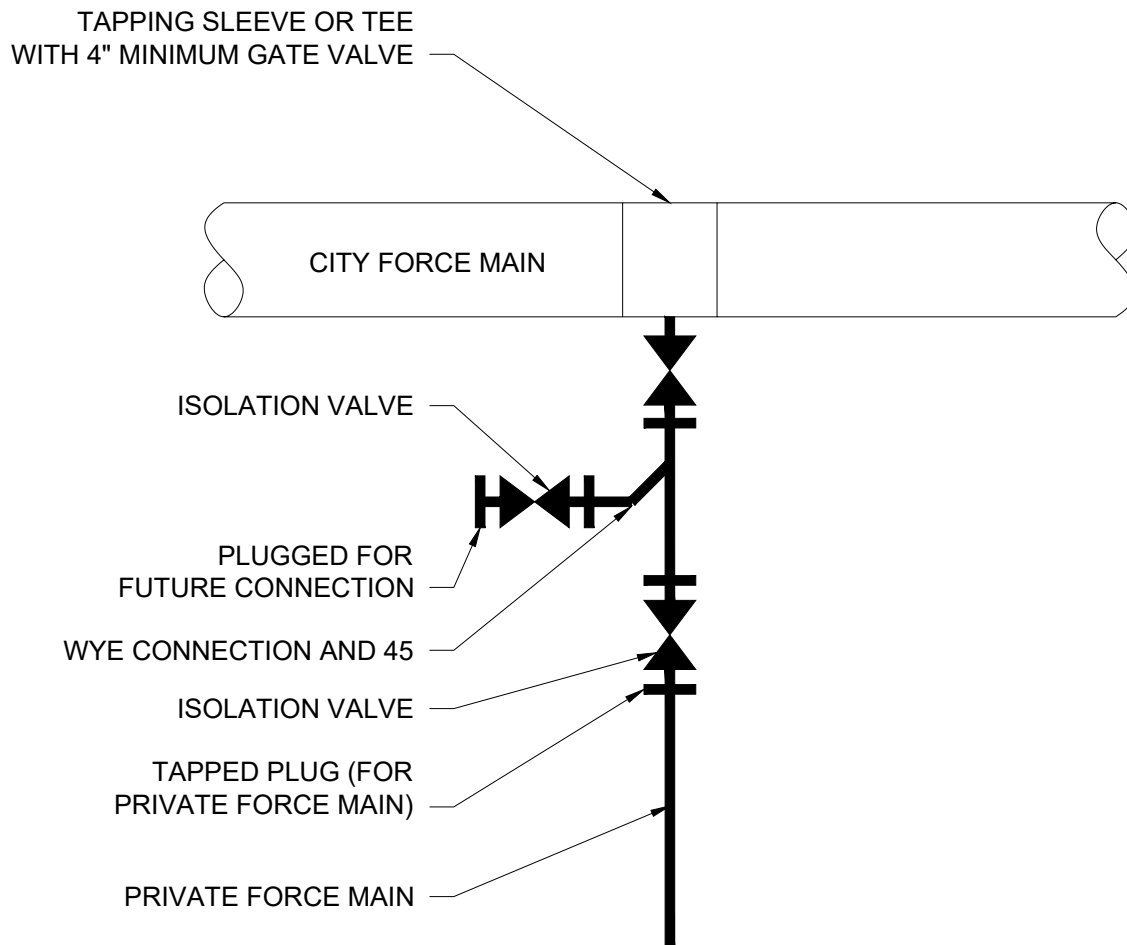 TAPPING SLEEVE OR TEE
WITH 4" MINIMUM GATE VALVE
CITY FORCE MAIN
ISOLATION VALVE
PLUGGED FOR
FUTURE CONNECTION
WYE CONNECTION AND 45
ISOLATION VALVE
TAPPED PLUG (FOR
PRIVATE FORCE MAIN)
PRIVATE FORCE MAIN